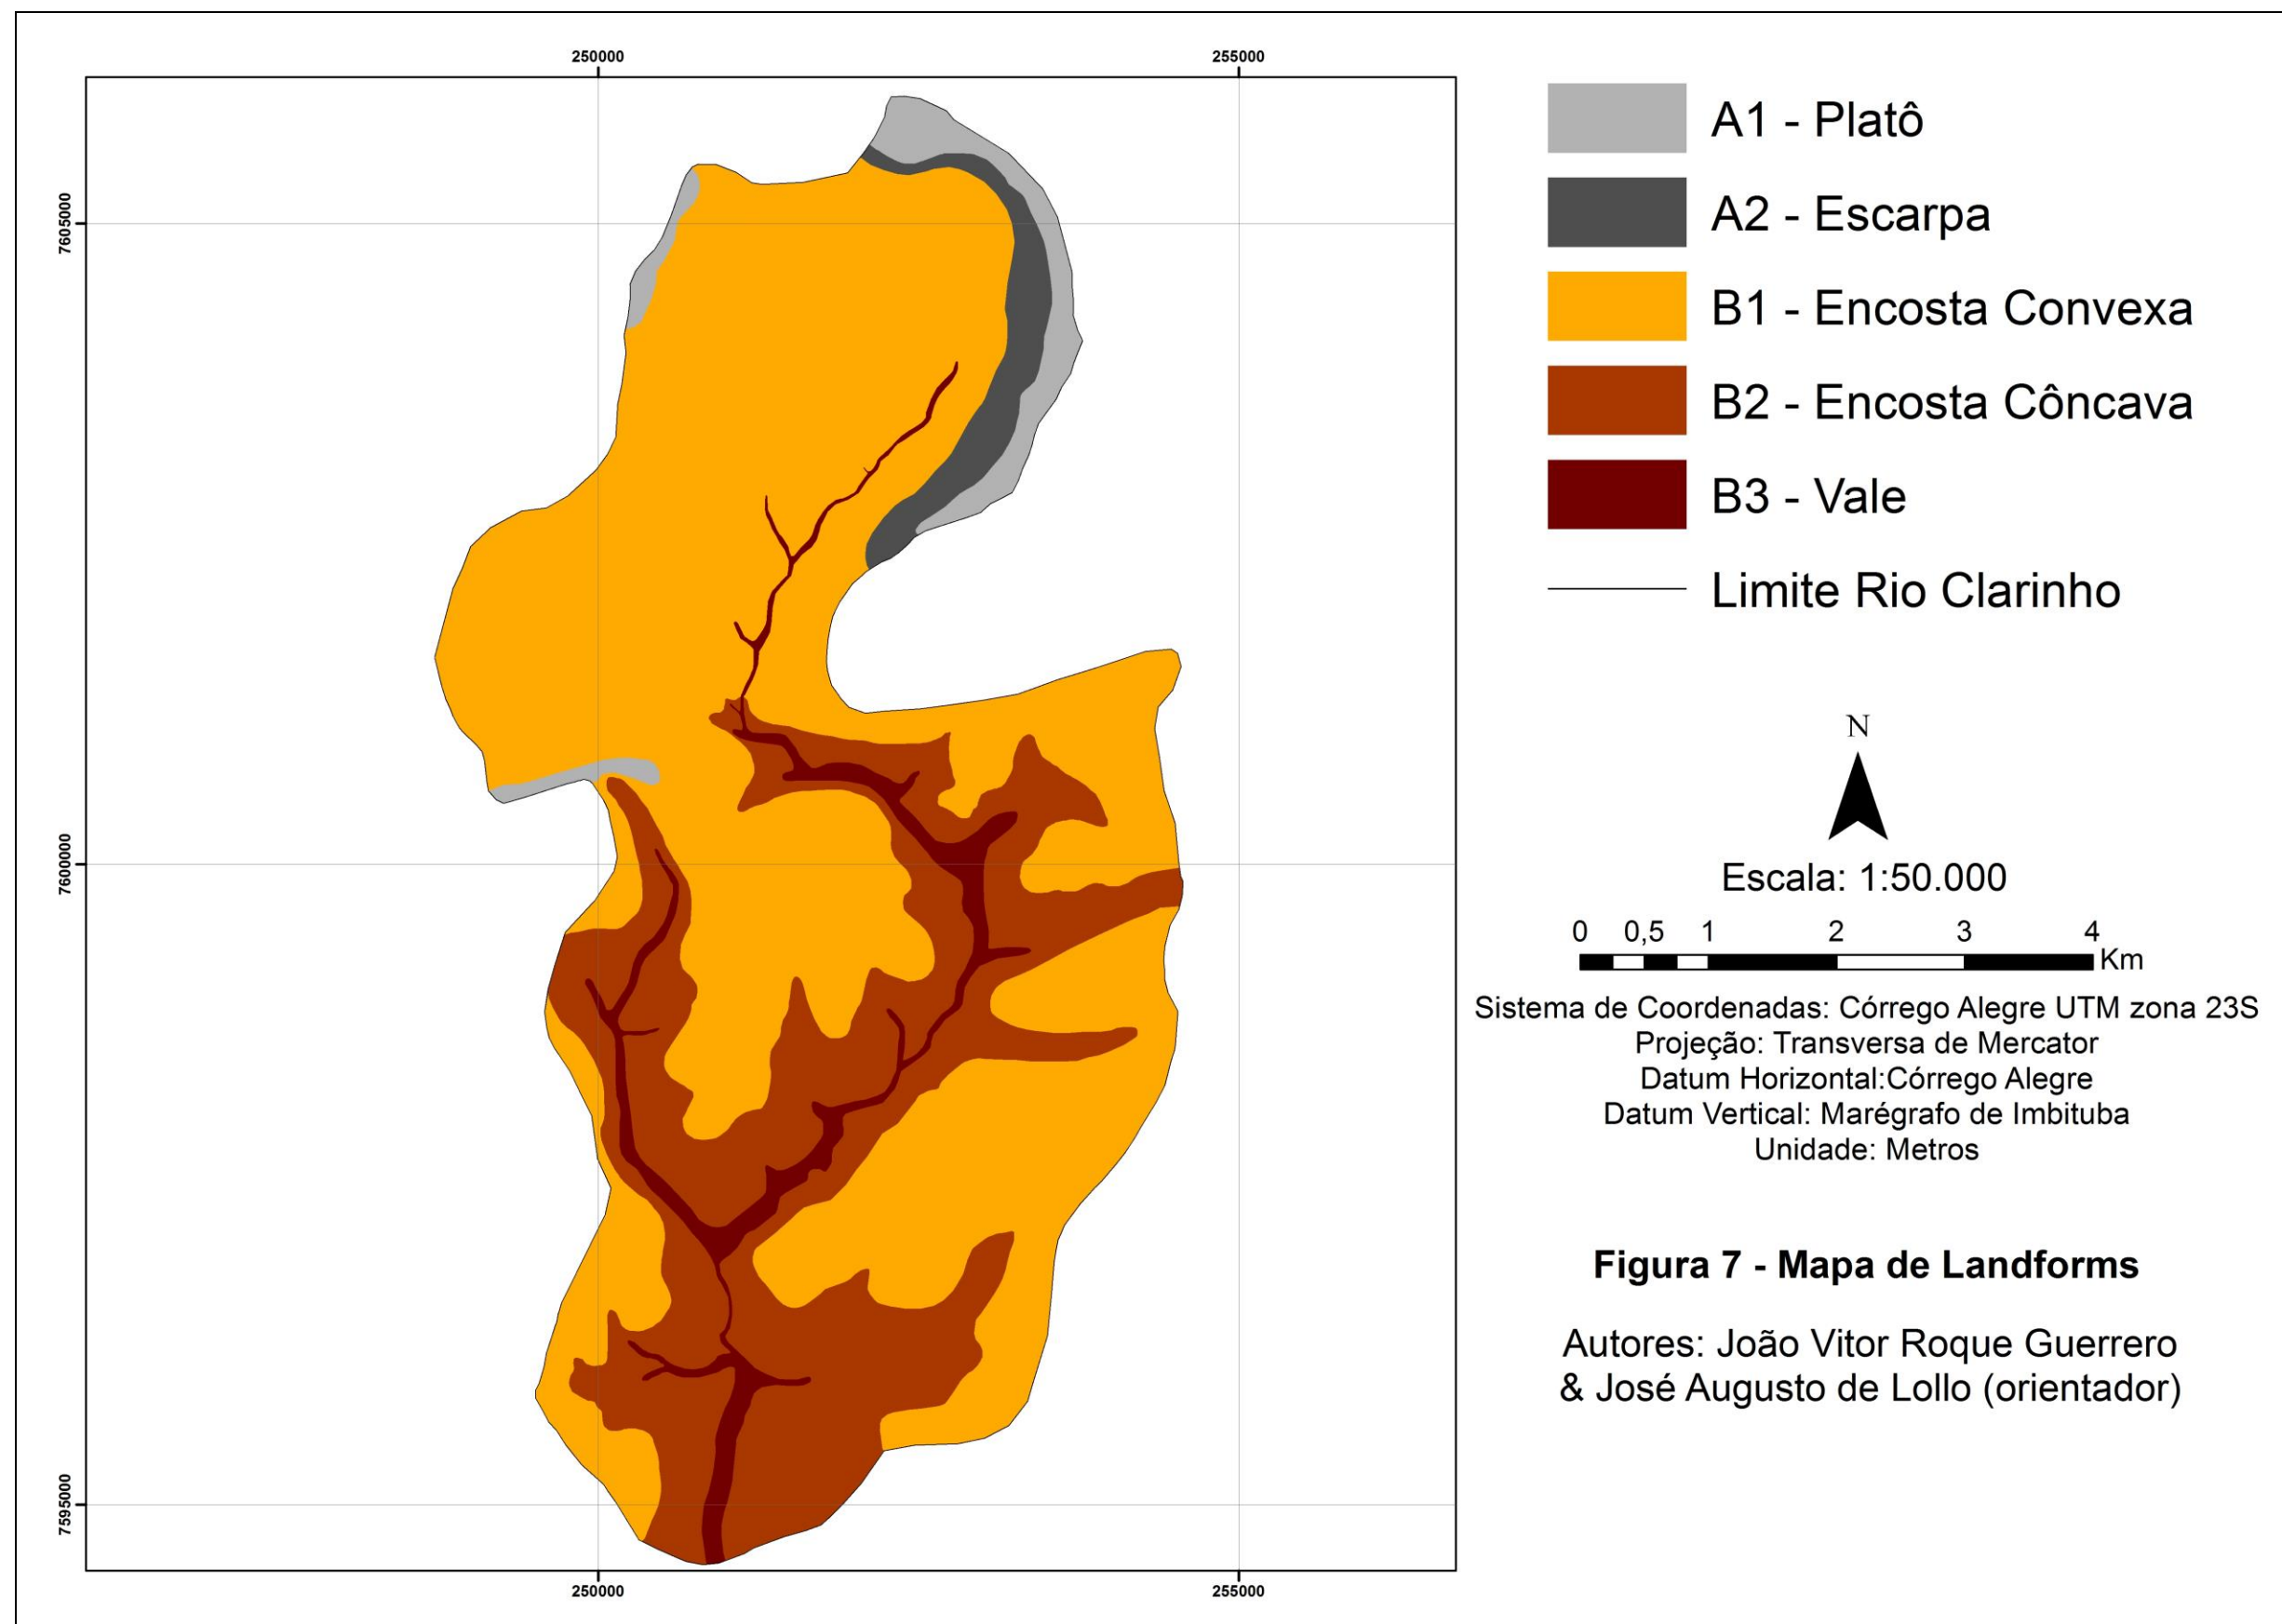 250000
255000
7605000
7600000
7595000
250000
255000
A1 - Platô
A2 - Escarpa
B1 - Encosta Convexa
B2 - Encosta Côncava
B3 - Vale
Limite Rio Clarinho
N
Escala: 1:50.000
0 0,5 1 2 3 4
Km
Sistema de Coordenadas: Córrego Alegre UTM zona 23S
Projeção: Transversa de Mercator
Datum Horizontal:Córrego Alegre
Datum Vertical: Marégrafo de Imbituba
Unidade: Metros
Figura 7 - Mapa de Landforms
Autores: João Vitor Roque Guerrero
& José Augusto de Lollo (orientador)